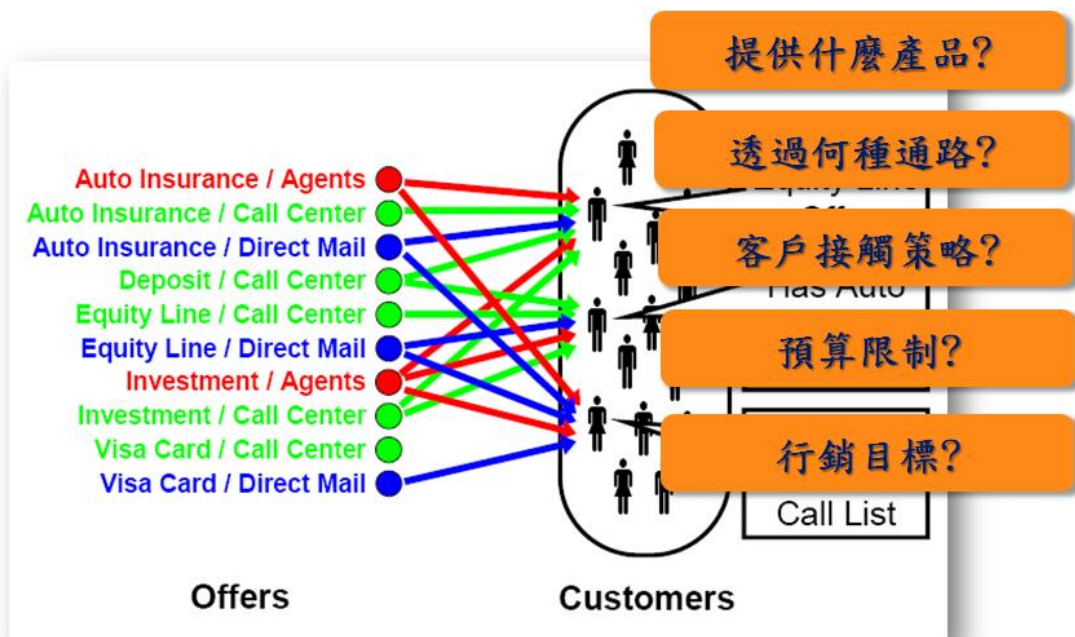 提供什麼產品?
透過何種通路?
Equity Line
客戶接觸策略?
Has Auto
預算限制?
行銷目標?
Call List
Auto Insurance / Agents
Auto Insurance / Call Center
Auto Insurance / Direct Mail
Deposit / Call Center
Equity Line / Call Center
Equity Line / Direct Mail
Investment / Agents
Investment / Call Center
Visa Card / Call Center
Visa Card / Direct Mail
Offers
Customers